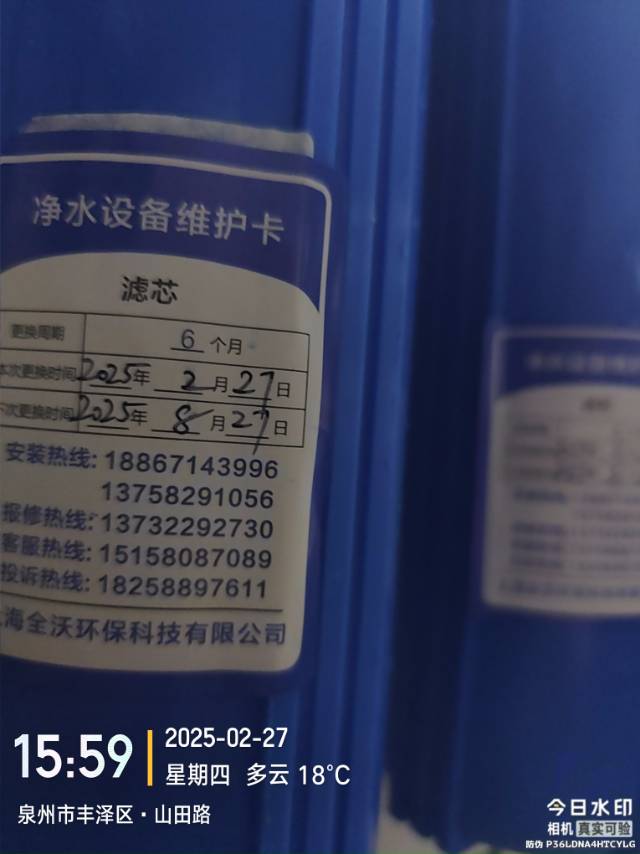 净水设备维护卡
滤芯
更换周期 6 个月
本次更换时间 2025年 2月27日
下次更换时间 2025年 8月27日
安装热线: 18867143996
13758291056
报修热线: 13732292730
客服热线: 15158087089
投诉热线: 18258897611
海全沃环保科技有限公司
15:59
2025-02-27
星期四 多云 18°C
泉州市丰泽区·山田路
今日水印
相机 真实可验
防伪 P36LDNA4HTCYLG